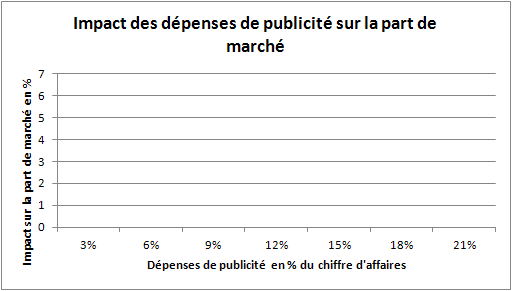 Impact des dépenses de publicité sur la part de
marché
Impact sur la part de marché en %
7
6
5
4
3
2
1
0
3% 6% 9% 12% 15% 18% 21%
Dépenses de publicité en % du chiffre d'affaires